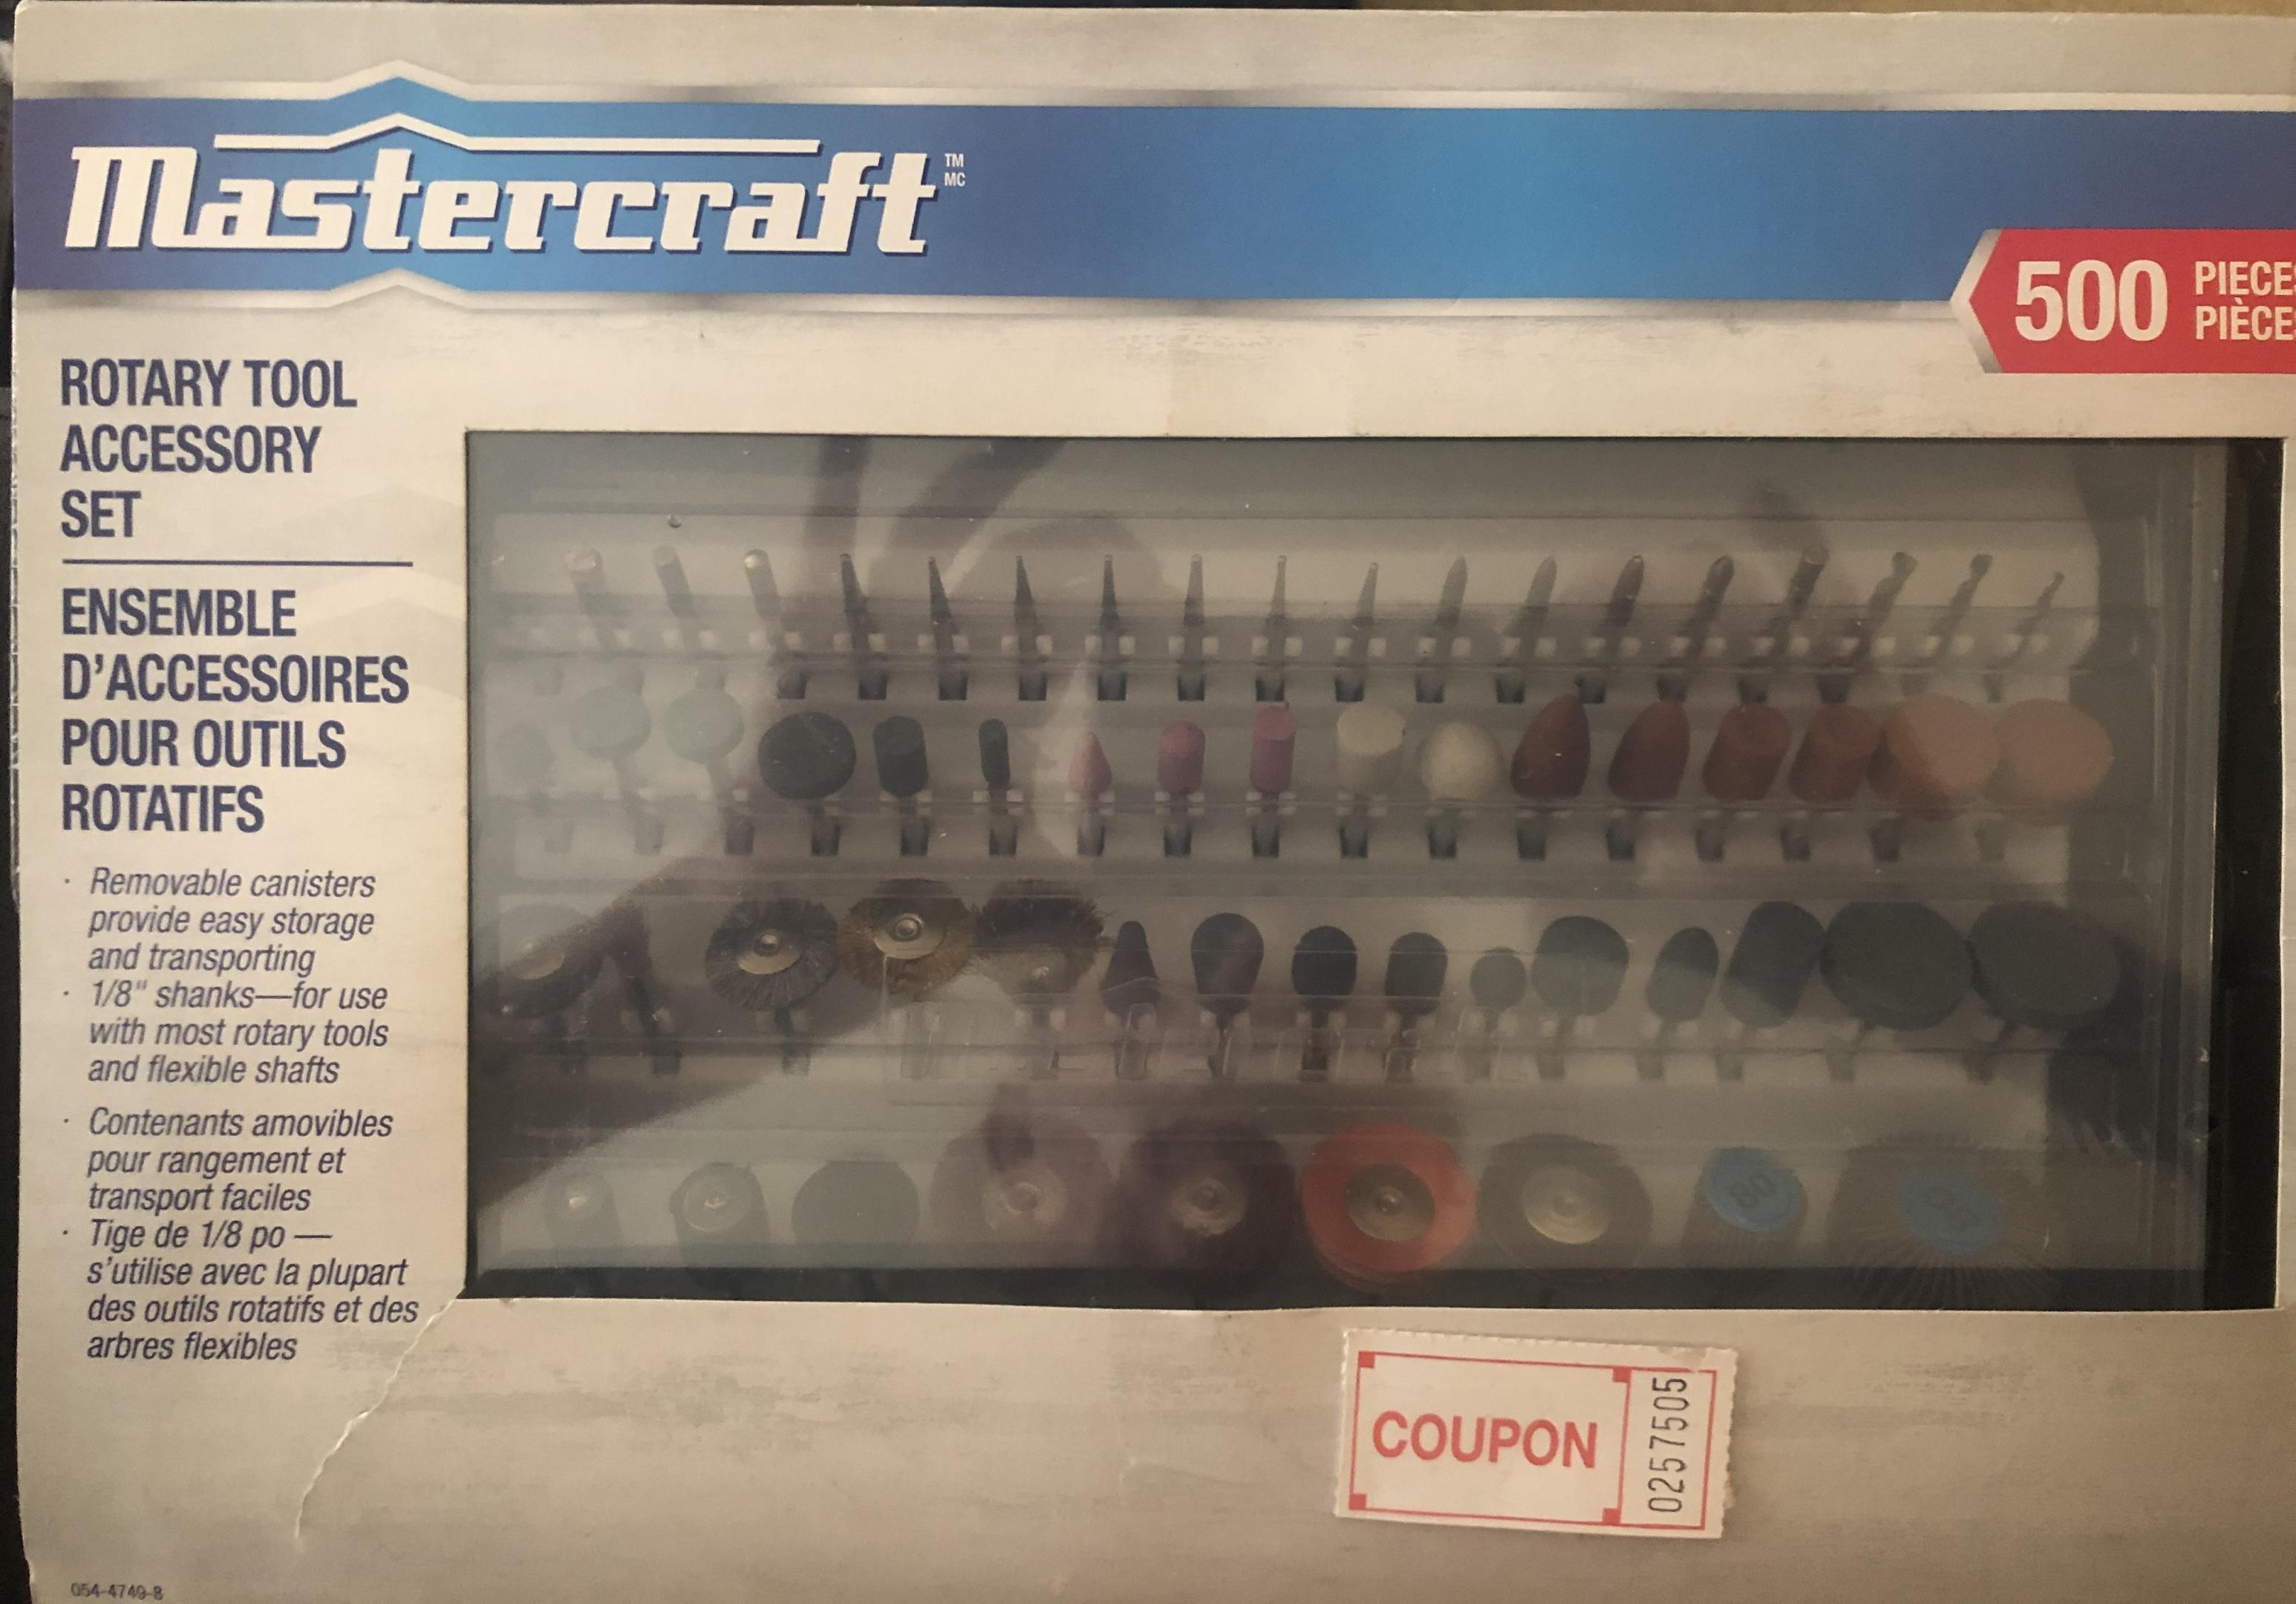 Mastercraft TM
MC
500 PIECE
PIÈCE
ROTARY TOOL
ACCESSORY
SET
ENSEMBLE
D'ACCESSOIRES
POUR OUTILS
ROTATIFS
· Removable canisters
provide easy storage
and transporting
· 1/8" shanks—for use
with most rotary tools
and flexible shafts
· Contenants amovibles
pour rangement et
transport faciles
· Tige de 1/8 po —
s'utilise avec la plupart
des outils rotatifs et des
arbres flexibles
80
COUPON
0257505
054-4749-8